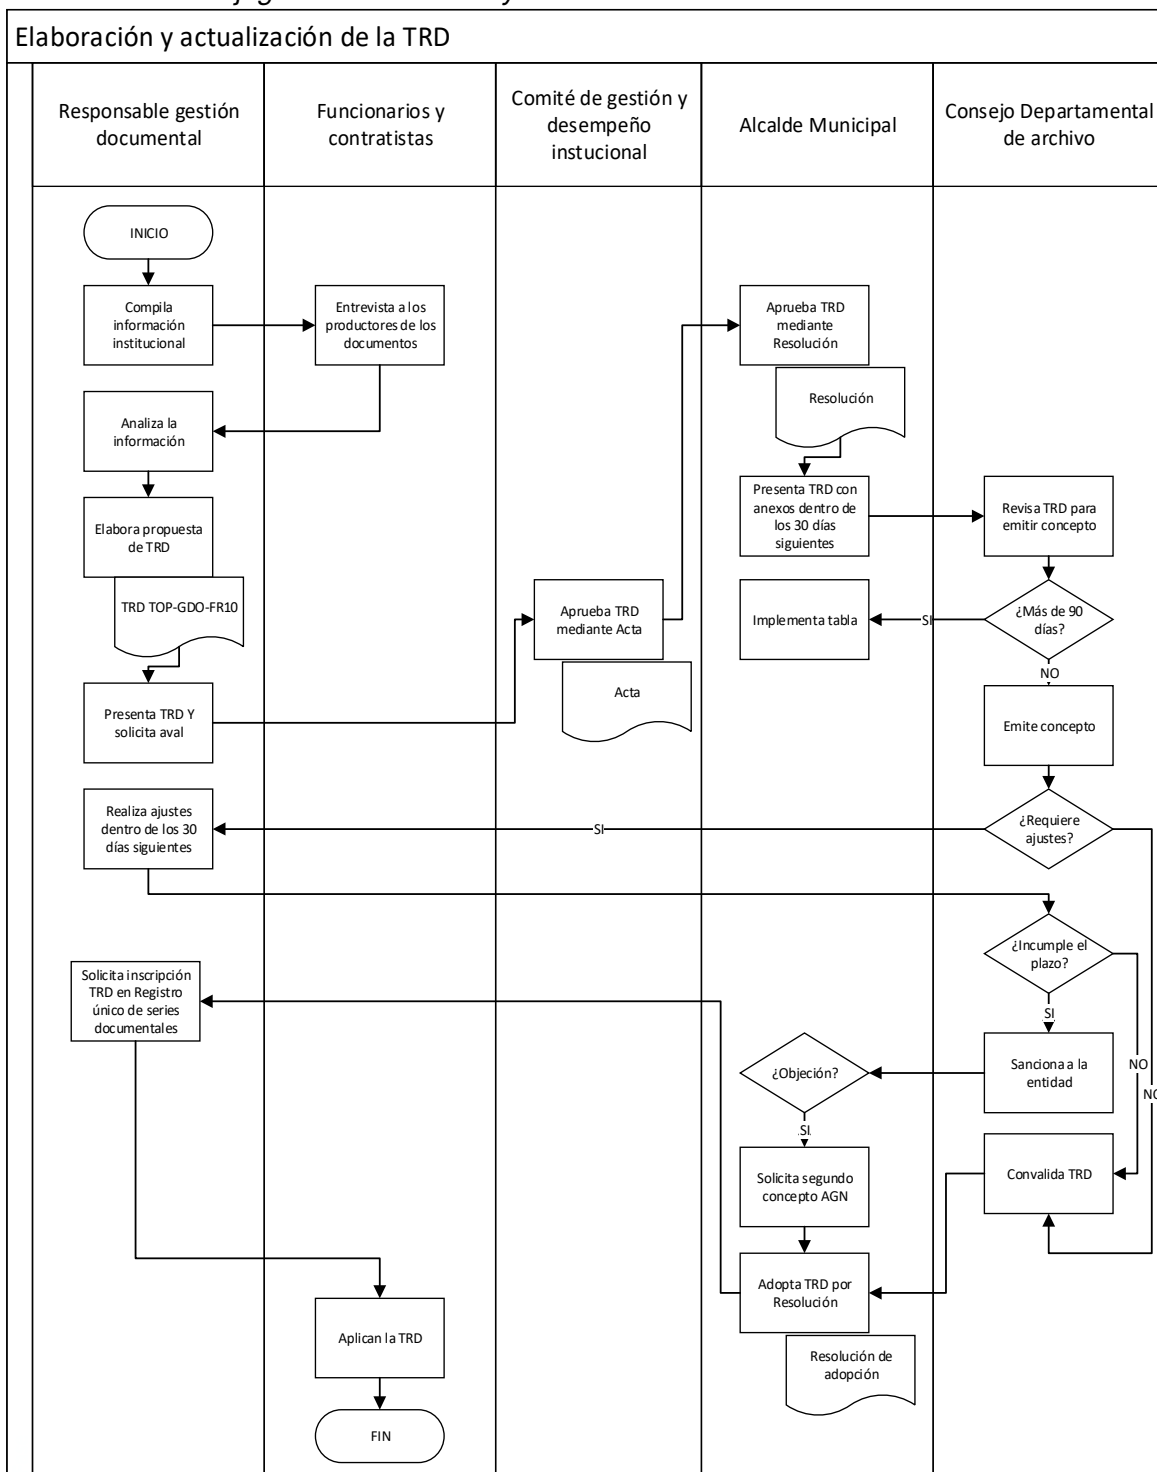 Elaboración y actualización de la TRD
Responsable gestión
documental
Funcionarios y
contratistas
Comité de gestión y
desempeño
instucional
Alcalde Municipal
Consejo Departamental
de archivo
INICIO
Compila
información
institucional
Entrevista a los
productores de los
documentos
Aprueba TRD
mediante
Resolución
Resolución
Analiza la
información
Presenta TRD con
anexos dentro de
los 30 días
siguientes
Revisa TRD para
emitir concepto
Elabora propuesta
de TRD
TRD TOP-GDO-FR10
Aprueba TRD
mediante Acta
Acta
Implementa tabla
SI
¿Más de 90
días?
NO
Presenta TRD Y
solicita aval
Emite concepto
Realiza ajustes
dentro de los 30
días siguientes
SI
¿Requiere
ajustes?
¿Incumple el
plazo?
SI
Solicita inscripción
TRD en Registro
único de series
documentales
¿Objeción?
SI
Sanciona a la
entidad
NO
NO
Solicita segundo
concepto AGN
Convalida TRD
Adopta TRD por
Resolución
Resolución de
adopción
Aplican la TRD
FIN